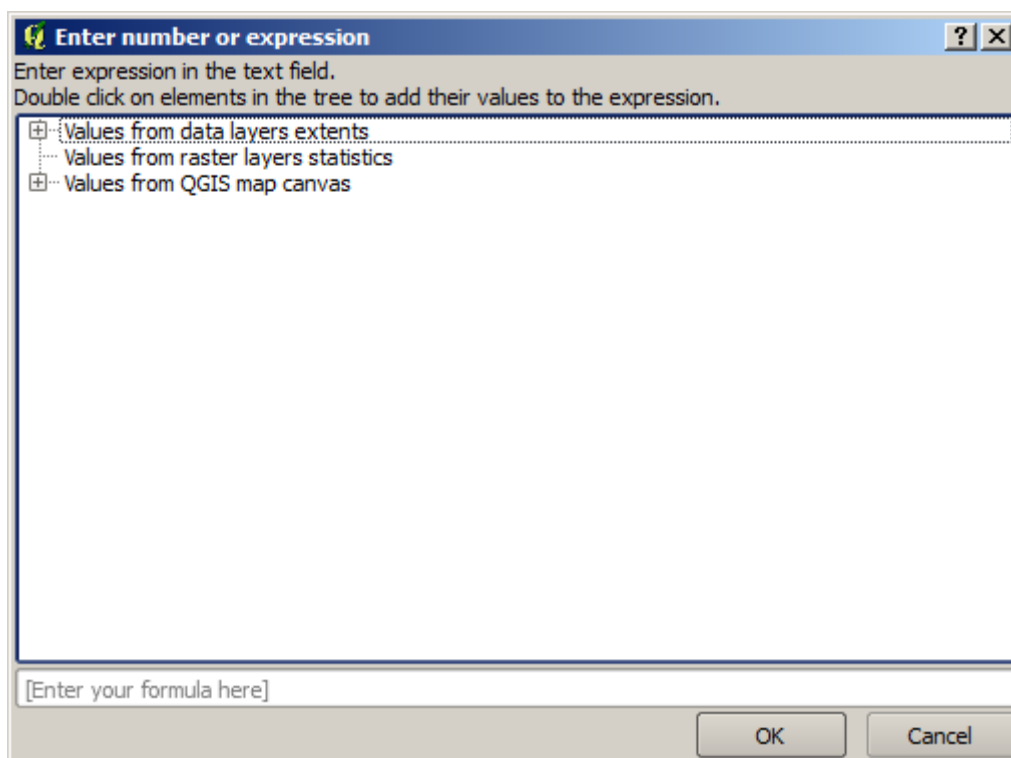 Enter number or expression
Enter expression in the text field.
Double click on elements in the tree to add their values to the expression.
Values from data layers extents
Values from raster layers statistics
Values from QGIS map canvas
[Enter your formula here]
OK Cancel